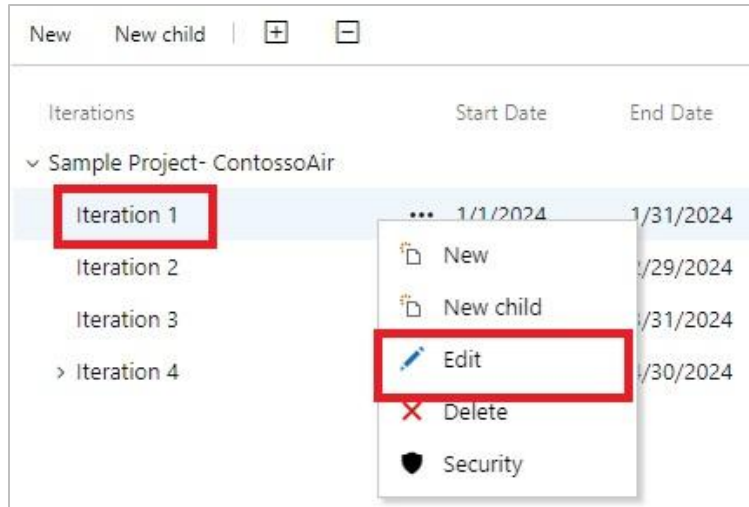 New New child
Iterations Start Date End Date
Sample Project- ContossoAir
Iteration 1 ••• 1/1/2024 1/31/2024
New
Iteration 2 /29/2024
New child
Iteration 3 /31/2024
Edit
Iteration 4 /30/2024
Delete
Security